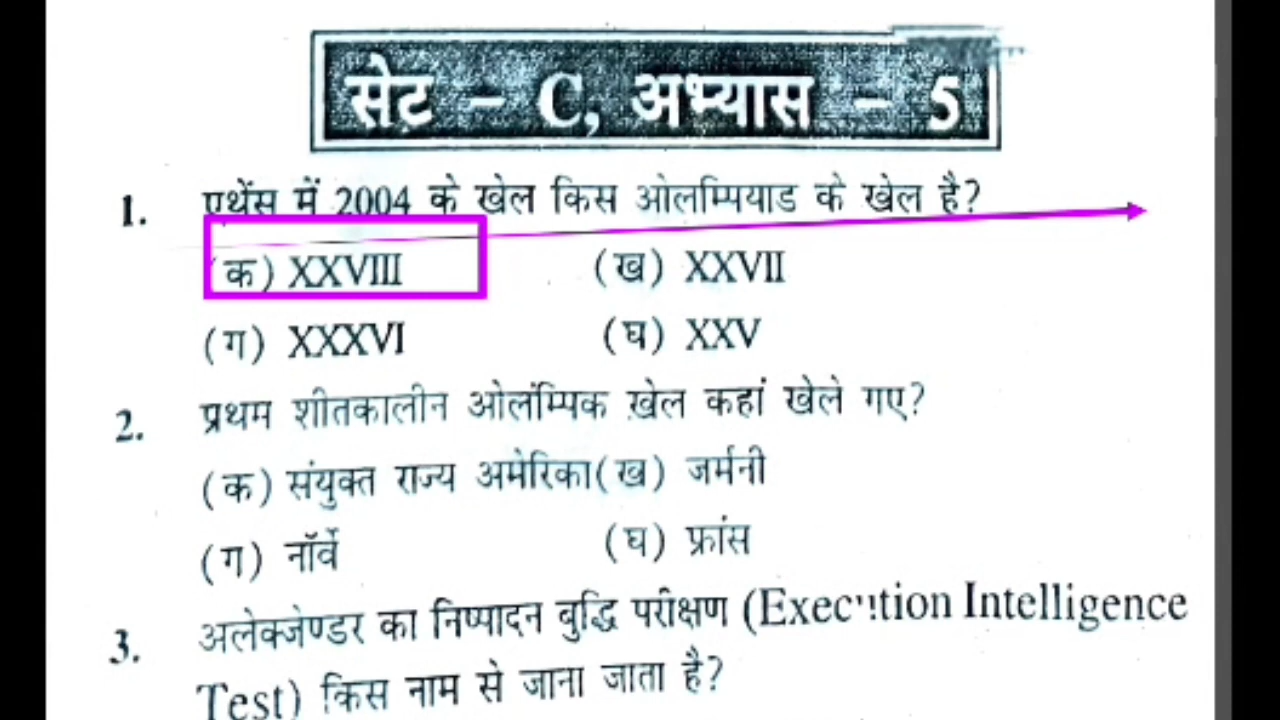 सेट – C, अभ्यास – 5
1. एथेंस में 2004 के खेल किस ओलम्पियाड के खेल है?
(क) XXVIII (ख) XXVII
(ग) XXXVI (घ) XXV
2. प्रथम शीतकालीन ओलंम्पिक खेल कहां खेले गए?
(क) संयुक्त राज्य अमेरिका (ख) जर्मनी
(ग) नॉर्वे (घ) फ्रांस
3. अलेक्जेण्डर का निष्पादन बुद्धि परीक्षण (Execution Intelligence
Test) किस नाम से जाना जाता है?